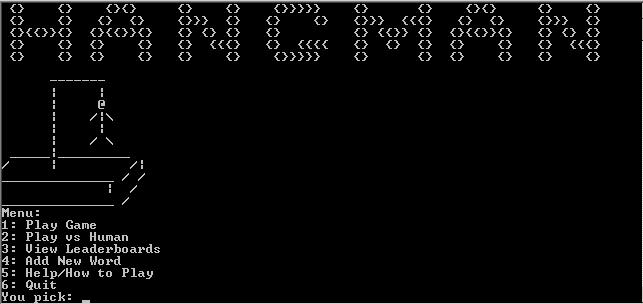 HANGMAN
Menu:
1: Play Game
2: Play vs Human
3: View Leaderboards
4: Add New Word
5: Help/How to Play
6: Quit
You pick: _